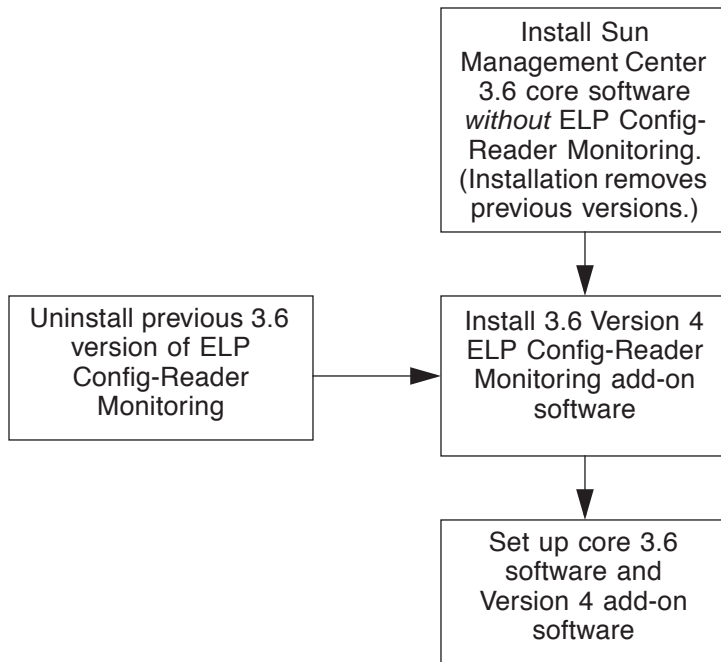 Install Sun
Management Center
3.6 core software
without ELP Config-
Reader Monitoring.
(Installation removes
previous versions.)
Uninstall previous 3.6
version of ELP
Config-Reader
Monitoring
Install 3.6 Version 4
ELP Config-Reader
Monitoring add-on
software
Set up core 3.6
software and
Version 4 add-on
software